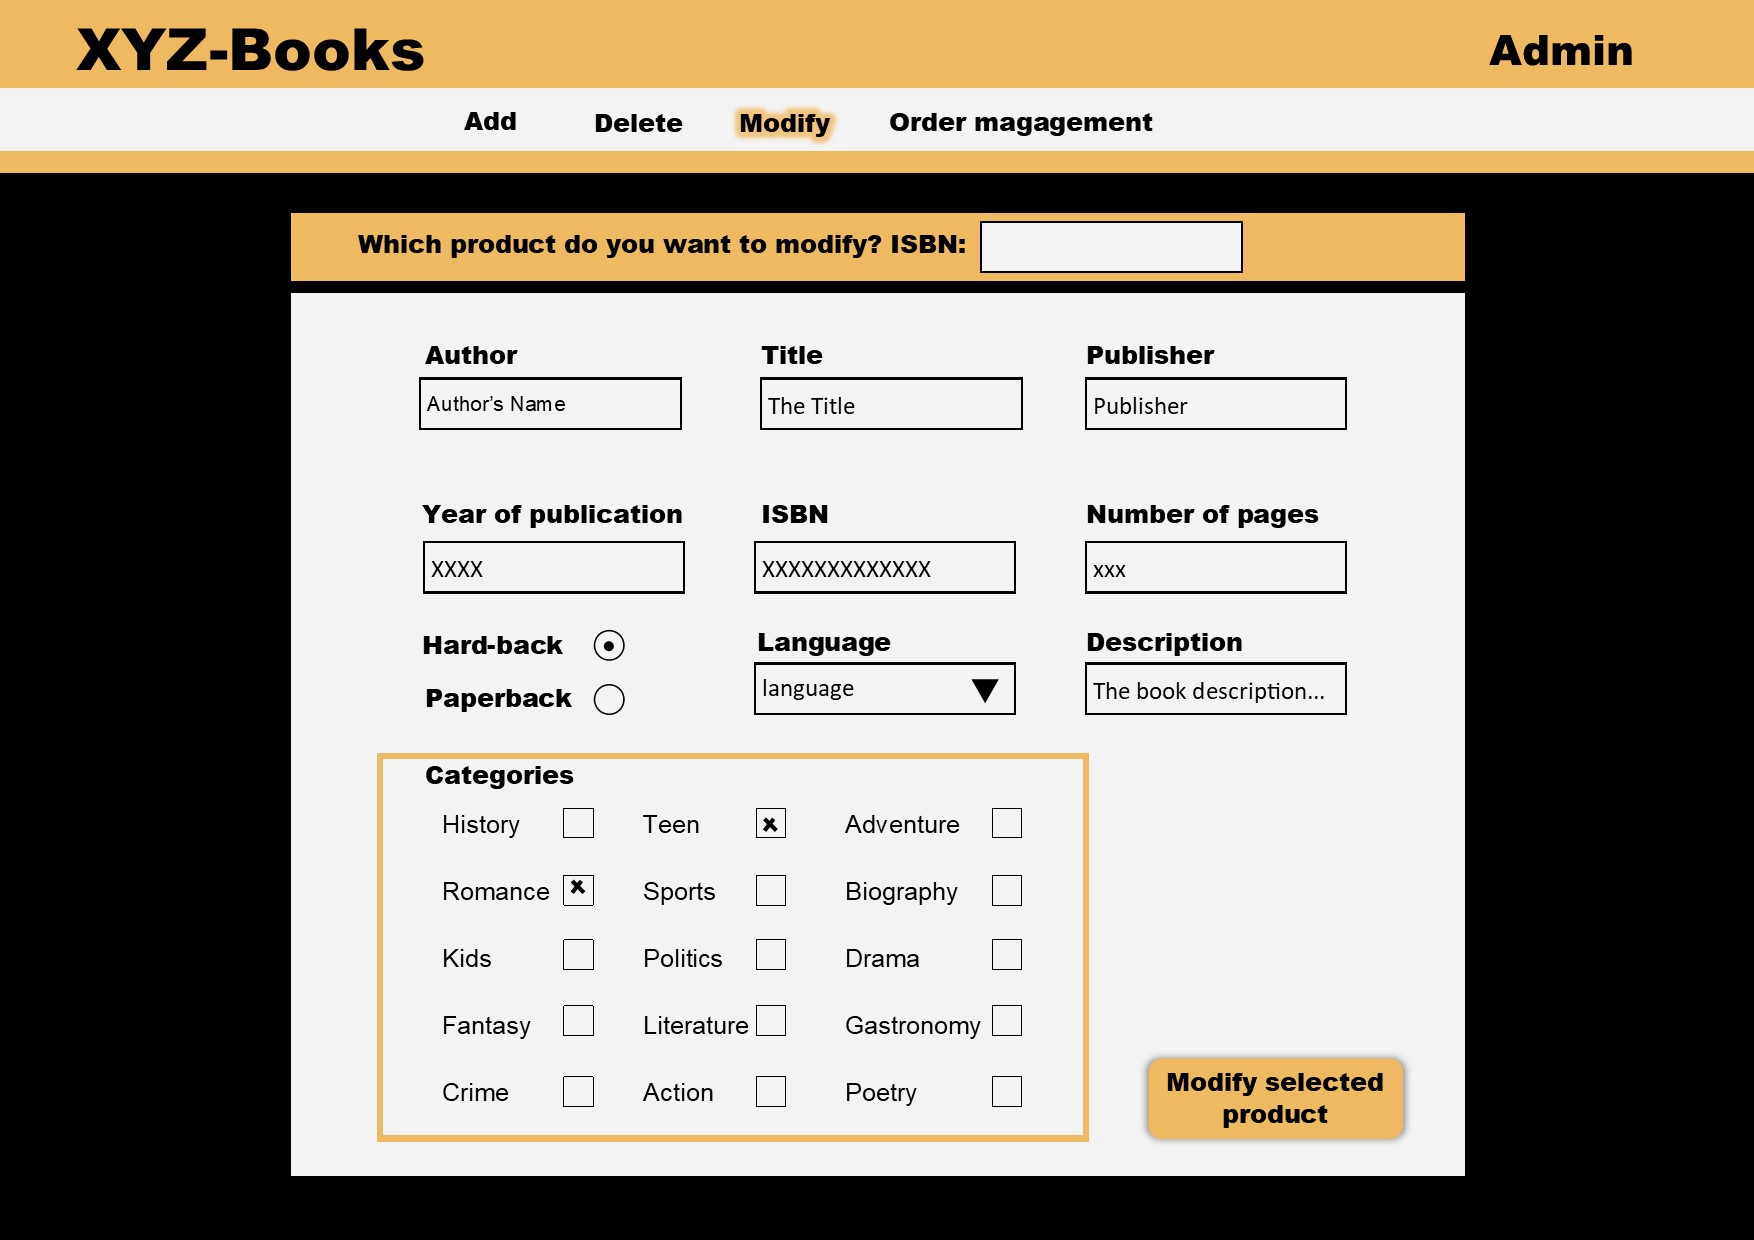 XYZ-Books
Admin
Add Delete Modify Order magagement
Which product do you want to modify? ISBN:
Author Title Publisher
Author’s Name The Title Publisher
Year of publication ISBN Number of pages
XXXX XXXXXXXXXXXXX xxx
Hard-back Language Description
Paperback language The book description...
Categories
History Teen x Adventure
Romance x Sports Biography
Kids Politics Drama
Fantasy Literature Gastronomy
Crime Action Poetry
Modify selected
product